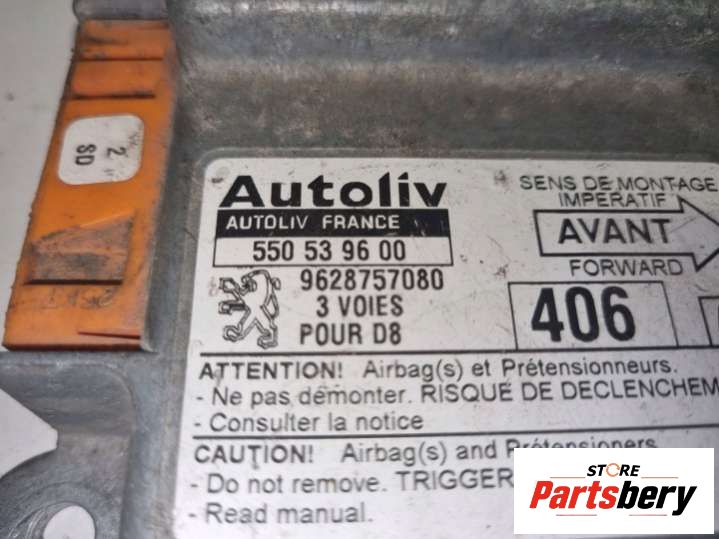 2
SD
Autoliv
AUTOLIV FRANCE
550 53 96 00
9628757080
3 VOIES
POUR D8
SENS DE MONTAGE
IMPERATIF
AVANT
FORWARD
406
ATTENTION! Airbag(s) et Prétensionneurs.
- Ne pas démonter. RISQUE DE DECLENCHEM
- Consulter la notice
CAUTION! Airbag(s) and Prétensioners
- Do not remove. TRIGGER
- Read manual.
STORE
Partsbery